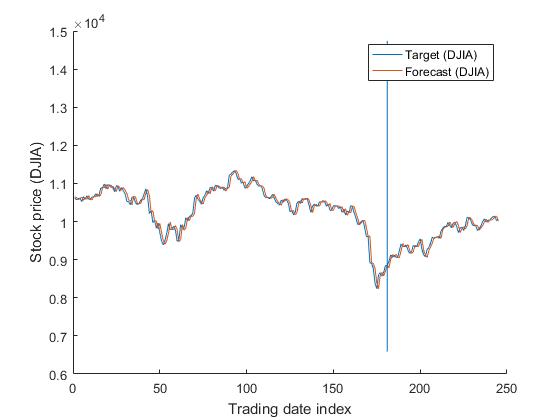 ×10⁴
1.5
1.4
1.3
1.2
1.1
1
0.9
0.8
0.7
0.6
Stock price (DJIA)
Target (DJIA)
Forecast (DJIA)
0 50 100 150 200 250
Trading date index